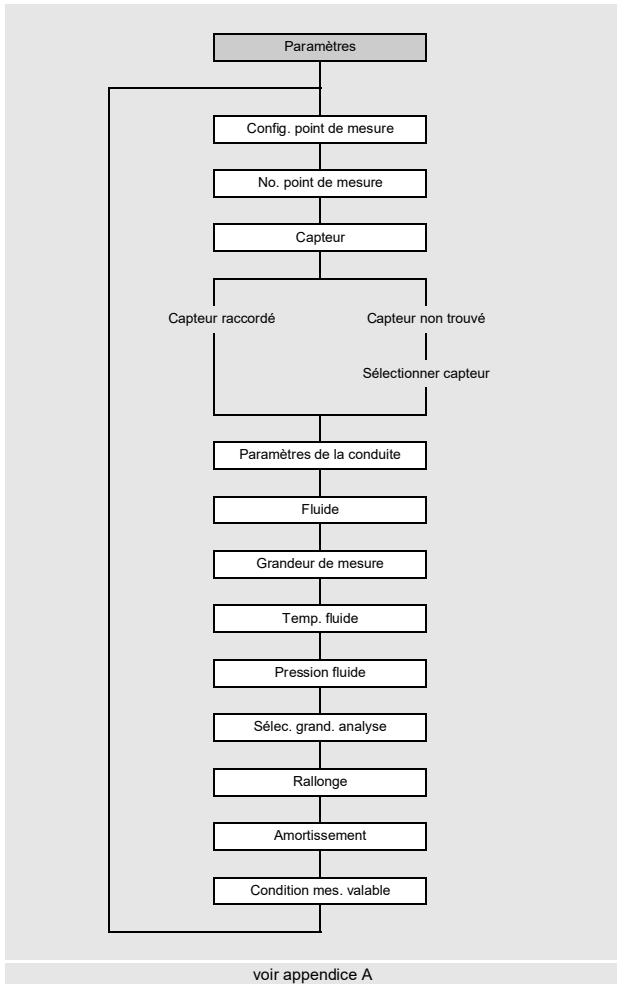 Paramètres
Config. point de mesure
No. point de mesure
Capteur
Capteur raccordé
Capteur non trouvé
Sélectionner capteur
Paramètres de la conduite
Fluide
Grandeur de mesure
Temp. fluide
Pression fluide
Sélec. grand. analyse
Rallonge
Amortissement
Condition mes. valable
voir appendice A